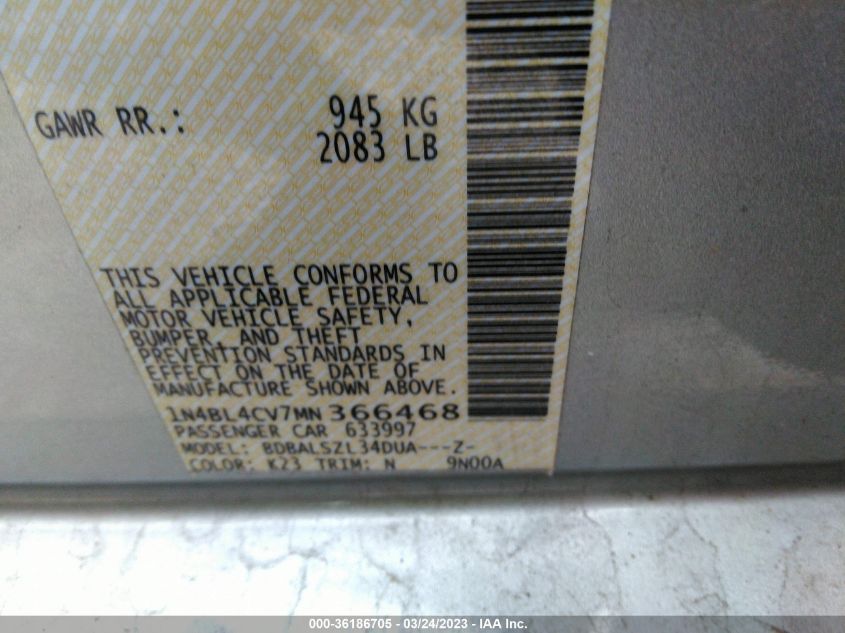 GAWR RR.: 945 KG
2083 LB
THIS VEHICLE CONFORMS TO
ALL APPLICABLE FEDERAL
MOTOR VEHICLE SAFETY,
BUMPER, AND THEFT
PREVENTION STANDARDS IN
EFFECT ON THE DATE OF
MANUFACTURE SHOWN ABOVE.
1N4BL4CV7MN 366468
PASSENGER CAR 633997
MODEL: BDBALSZL34DUA---Z-
COLOR: K23 TRIM: N 9N00A
000-36186705 - 03/24/2023 - IAA Inc.